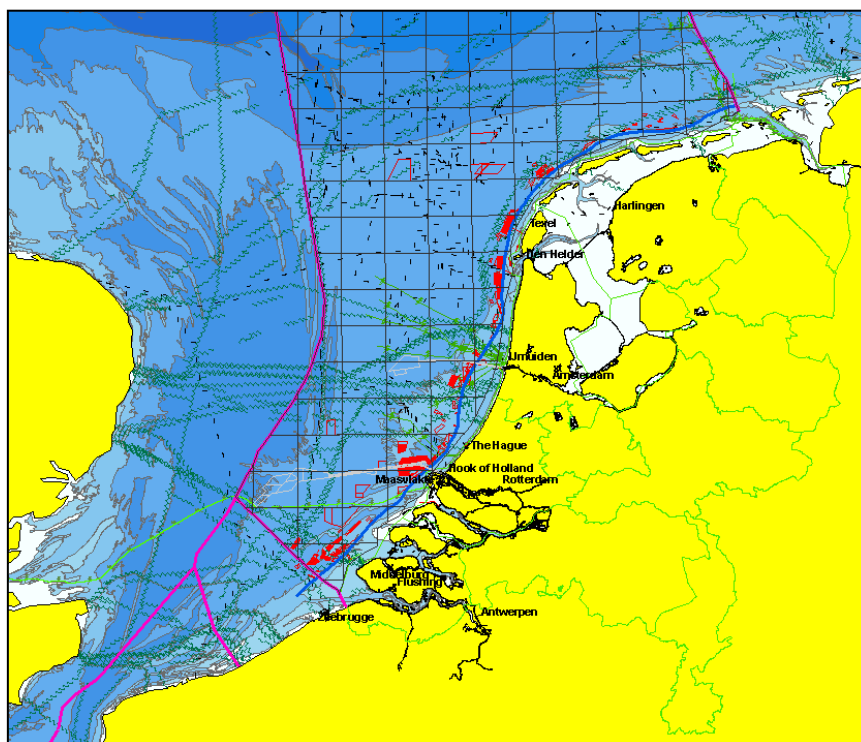 Harlingen
Texel
Den Helder
IJmuiden
Amsterdam
The Hague
Hook of Holland
Maasvlakte
Rotterdam
Middelburg
Flushing
Antwerpen
Zeebrugge